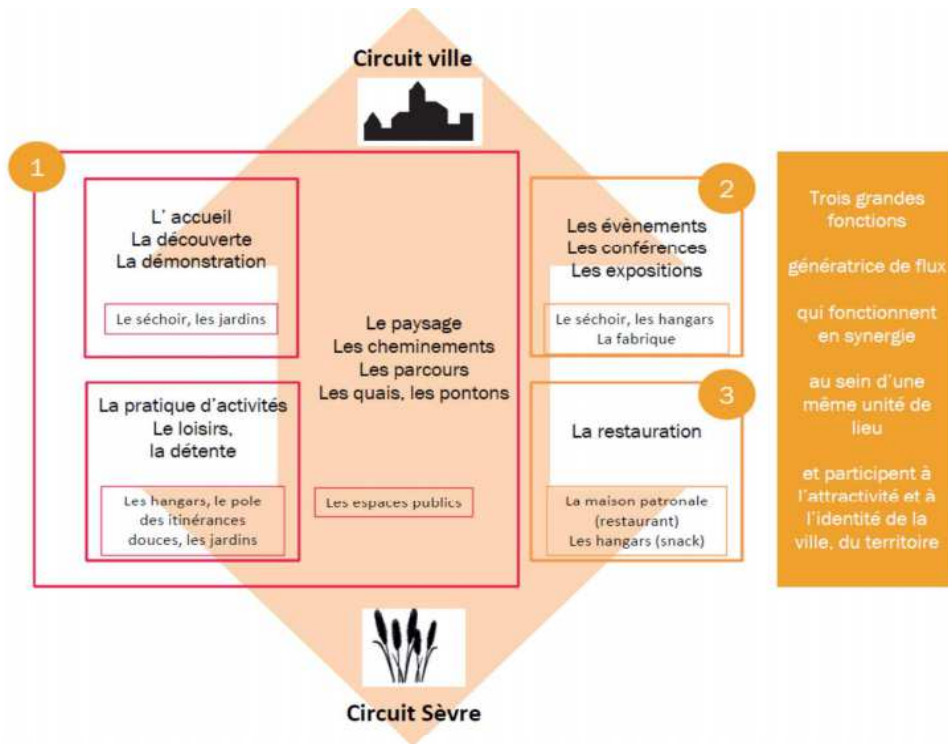 Circuit ville
1
L' accueil
La découverte
La démonstration
Le séchoir, les jardins
La pratique d'activités
Le loisirs,
la détente
Les hangars, le pole
des itinérances
douces, les jardins
Le paysage
Les cheminements
Les parcours
Les quais, les pontons
Les espaces publics
2
Les évènements
Les conférences
Les expositions
Le séchoir, les hangars
La fabrique
3
La restauration
La maison patronale
(restaurant)
Les hangars (snack)
Trois grandes
fonctions
génératrice de flux
qui fonctionnent
en synergie
au sein d'une
même unité de
lieu
et participent à
l'attractivité et à
l'identité de la
ville, du territoire
Circuit Sèvre